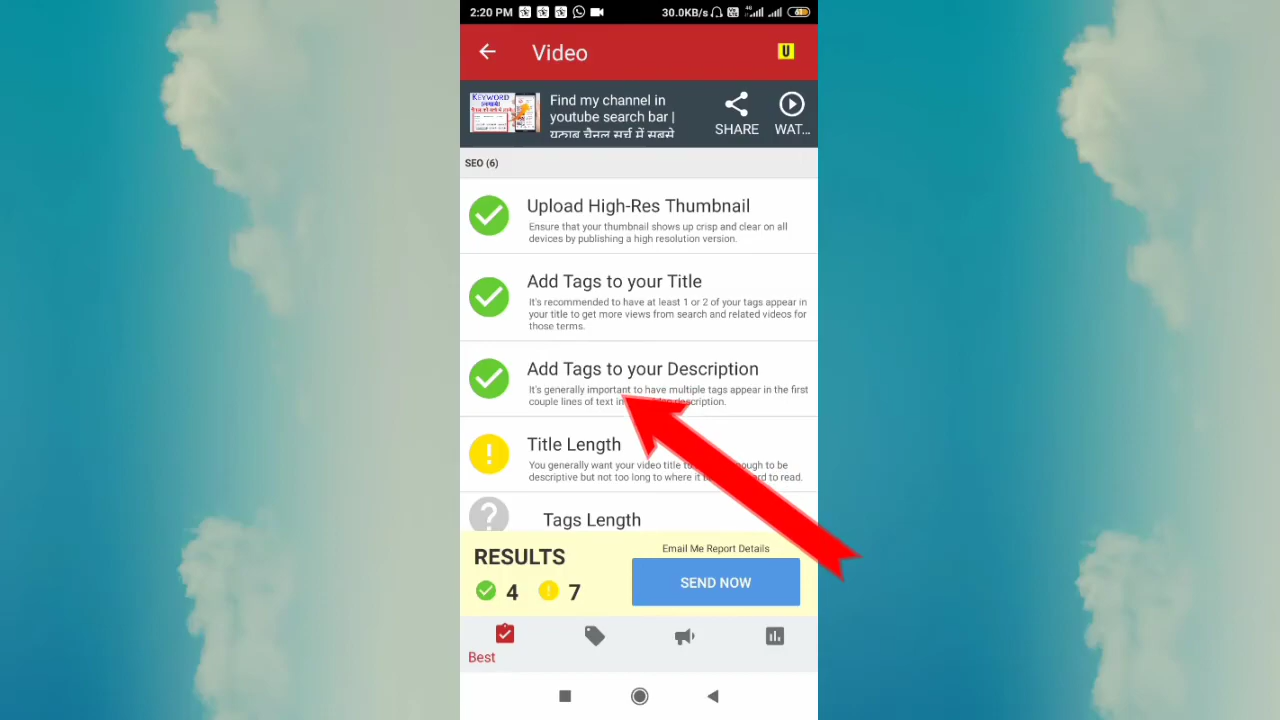 2:20 PM
30.0KB/s
Video
U
KEYWORD
Find my channel in
youtube search bar |
यूट्यूब चैनल सर्च में सबसे
SHARE
WAT...
SEO (6)
Upload High-Res Thumbnail
Ensure that your thumbnail shows up crisp and clear on all
devices by publishing a high resolution version.
Add Tags to your Title
It's recommended to have at least 1 or 2 of your tags appear in
your title to get more views from search and related videos for
those terms.
Add Tags to your Description
It's generally important to have multiple tags appear in the first
couple lines of text in description.
Title Length
You generally want your video title to enough to be
descriptive but not too long to where it hard to read.
Tags Length
RESULTS
4 7
Email Me Report Details
SEND NOW
Best